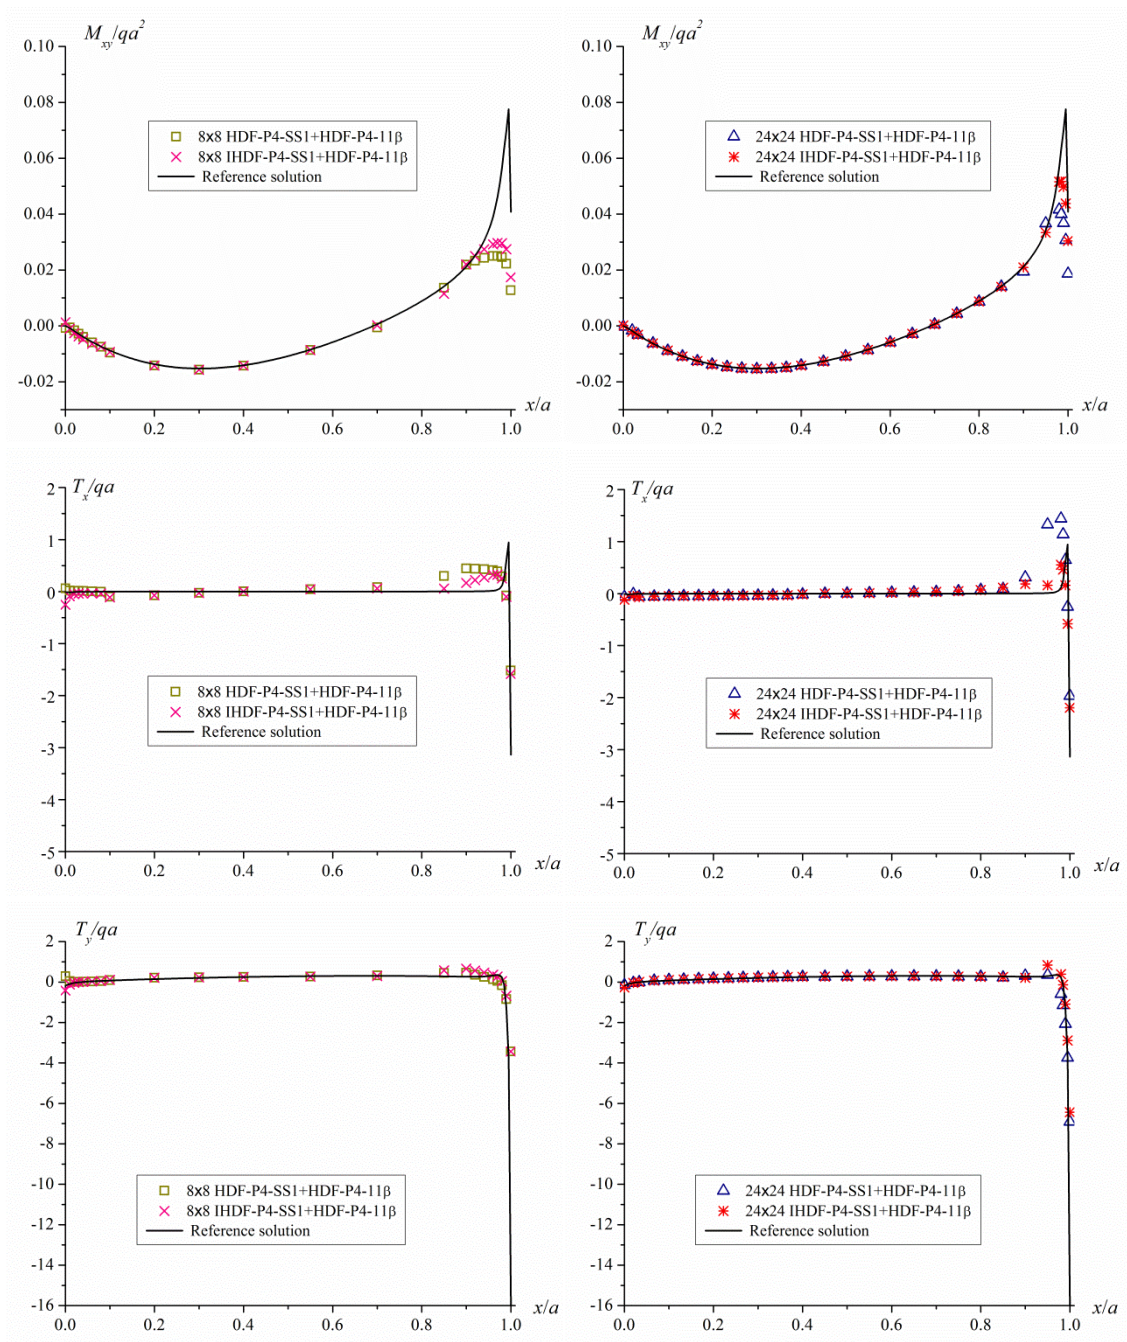 M_xy/qa²
0.10
0.08
8x8 HDF-P4-SS1+HDF-P4-11β
8x8 IHDF-P4-SS1+HDF-P4-11β
Reference solution
0.06
0.04
0.02
0.00
-0.02
x/a
0.0 0.2 0.4 0.6 0.8 1.0
M_xy/qa²
0.10
0.08
24x24 HDF-P4-SS1+HDF-P4-11β
24x24 IHDF-P4-SS1+HDF-P4-11β
Reference solution
0.06
0.04
0.02
0.00
-0.02
x/a
0.0 0.2 0.4 0.6 0.8 1.0
T_x/qa
2
1
0
-1
8x8 HDF-P4-SS1+HDF-P4-11β
-2
8x8 IHDF-P4-SS1+HDF-P4-11β
Reference solution
-3
-4
-5
x/a
0.0 0.2 0.4 0.6 0.8 1.0
T_x/qa
2
1
0
-1
24x24 HDF-P4-SS1+HDF-P4-11β
-2
24x24 IHDF-P4-SS1+HDF-P4-11β
Reference solution
-3
-4
-5
x/a
0.0 0.2 0.4 0.6 0.8 1.0
T_y/qa
2
0
-2
-4
-6
-8
-10
8x8 HDF-P4-SS1+HDF-P4-11β
8x8 IHDF-P4-SS1+HDF-P4-11β
-12
Reference solution
-14
-16
x/a
0.0 0.2 0.4 0.6 0.8 1.0
T_y/qa
2
0
-2
-4
-6
-8
-10
24x24 HDF-P4-SS1+HDF-P4-11β
24x24 IHDF-P4-SS1+HDF-P4-11β
-12
Reference solution
-14
-16
x/a
0.0 0.2 0.4 0.6 0.8 1.0